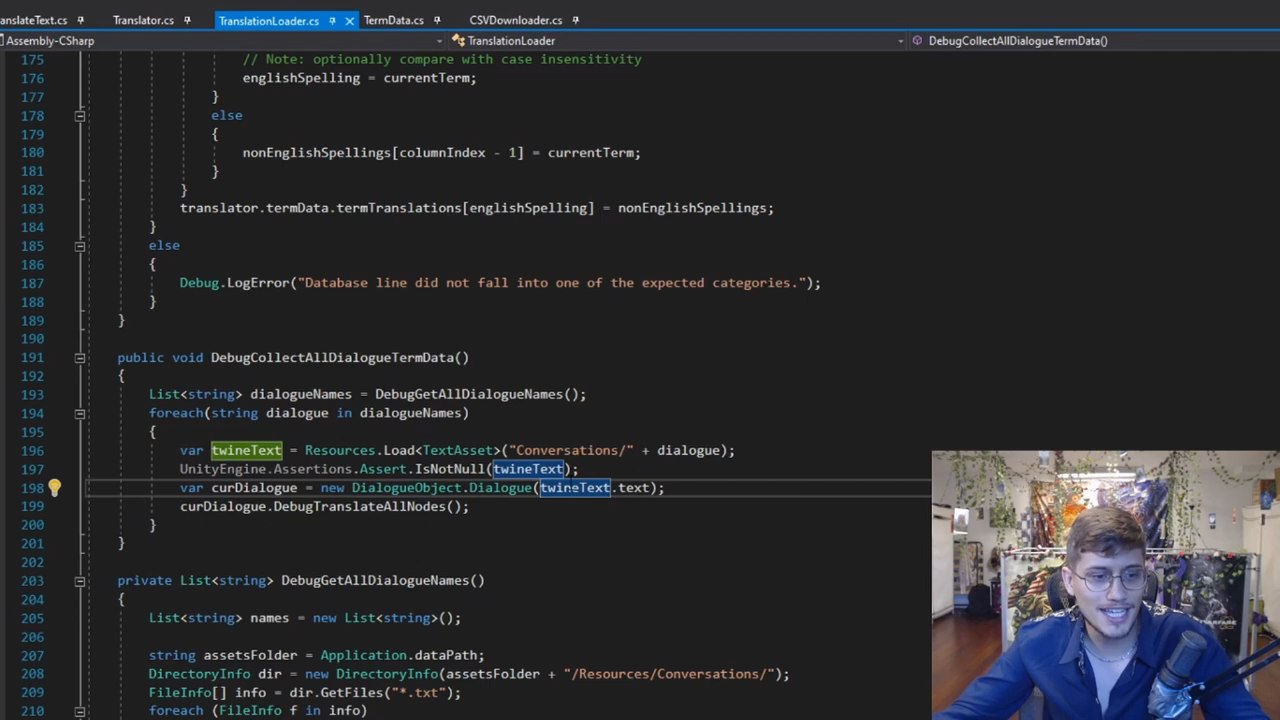 anslateText.cs
Translator.cs
TranslationLoader.cs
TermData.cs
CSVDownloader.cs
Assembly-CSharp
TranslationLoader
DebugCollectAllDialogueTermData()
175 // Note: optionally compare with case insensitivity
176 englishSpelling = currentTerm;
177 }
178 else
179 {
180 nonEnglishSpellings[columnIndex - 1] = currentTerm;
181 }
182 }
183 translator.termData.termTranslations[englishSpelling] = nonEnglishSpellings;
184 }
185 else
186 {
187 Debug.LogError("Database line did not fall into one of the expected categories.");
188 }
189 }
190
191 public void DebugCollectAllDialogueTermData()
192 {
193 List<string> dialogueNames = DebugGetAllDialogueNames();
194 foreach(string dialogue in dialogueNames)
195 {
196 var twineText = Resources.Load<TextAsset>("Conversations/" + dialogue);
197 UnityEngine.Assertions.Assert.IsNotNull(twineText);
198 var curDialogue = new DialogueObject.Dialogue(twineText.text);
199 curDialogue.DebugTranslateAllNodes();
200 }
201 }
202
203 private List<string> DebugGetAllDialogueNames()
204 {
205 List<string> names = new List<string>();
206
207 string assetsFolder = Application.dataPath;
208 DirectoryInfo dir = new DirectoryInfo(assetsFolder + "/Resources/Conversations/");
209 FileInfo[] info = dir.GetFiles("*.txt");
210 foreach (FileInfo f in info)